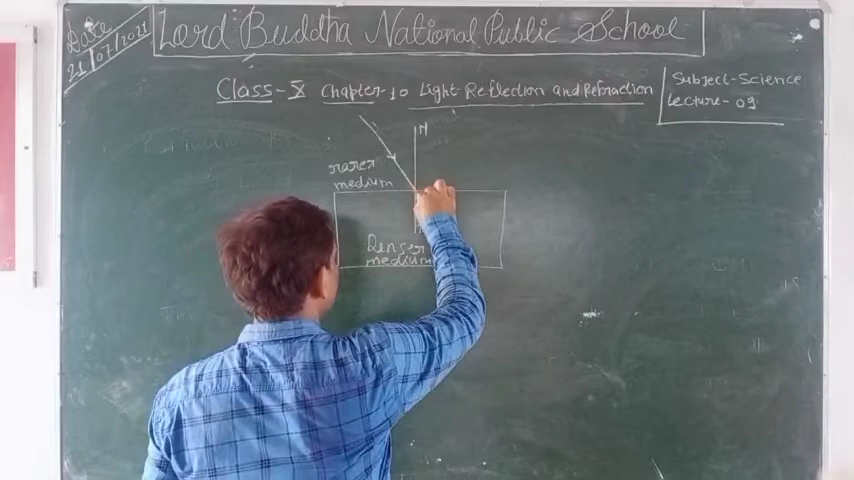 Date
21/07/2021
Lord Buddha National Public School
Class-X Chapter-10 Light-Reflection and Refraction
Subject-Science
Lecture-03
N
rarer
medium
Denser
medium